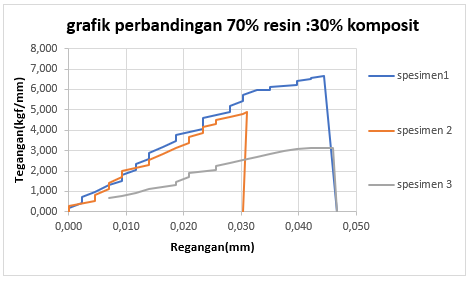 grafik perbandingan 70% resin :30% komposit
8,000
7,000
6,000
5,000
4,000
3,000
2,000
1,000
0,000
Tegangan(kgf/mm)
0,000
0,010
0,020
0,030
0,040
0,050
Regangan(mm)
spesimen1
spesimen 2
spesimen 3